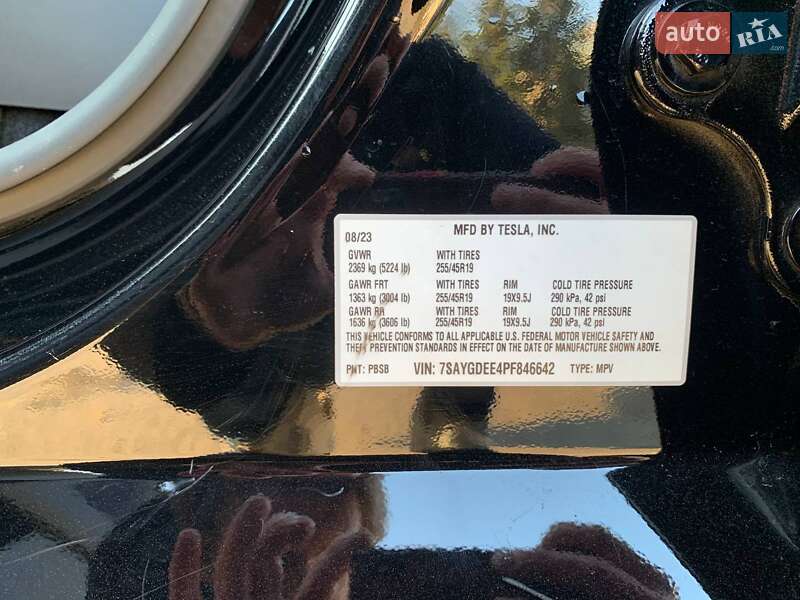 auto RIA
.com
08/23 MFD BY TESLA, INC.
GVWR WITH TIRES
2369 kg (5224 lb) 255/45R19
GAWR FRT WITH TIRES RIM COLD TIRE PRESSURE
1363 kg (3004 lb) 255/45R19 19X9.5J 290 kPa, 42 psi
GAWR RR WITH TIRES RIM COLD TIRE PRESSURE
1636 kg (3606 lb) 255/45R19 19X9.5J 290 kPa, 42 psi
THIS VEHICLE CONFORMS TO ALL APPLICABLE U.S. FEDERAL MOTOR VEHICLE SAFETY AND
THEFT PREVENTION STANDARDS IN EFFECT ON THE DATE OF MANUFACTURE SHOWN ABOVE.
PNT: PBSB VIN: 7SAYGDEE4PF846642 TYPE: MPV